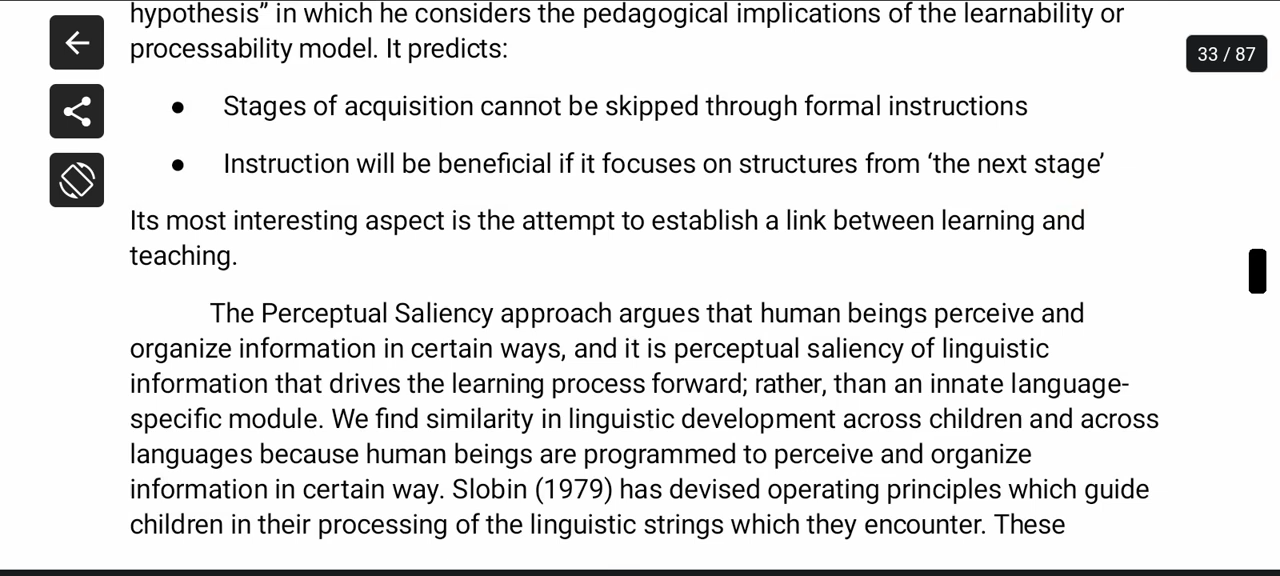 hypothesis” in which he considers the pedagogical implications of the learnability or
processability model. It predicts:
33 / 87
● Stages of acquisition cannot be skipped through formal instructions
● Instruction will be beneficial if it focuses on structures from ‘the next stage’
Its most interesting aspect is the attempt to establish a link between learning and
teaching.
The Perceptual Saliency approach argues that human beings perceive and
organize information in certain ways, and it is perceptual saliency of linguistic
information that drives the learning process forward; rather, than an innate language-
specific module. We find similarity in linguistic development across children and across
languages because human beings are programmed to perceive and organize
information in certain way. Slobin (1979) has devised operating principles which guide
children in their processing of the linguistic strings which they encounter. These